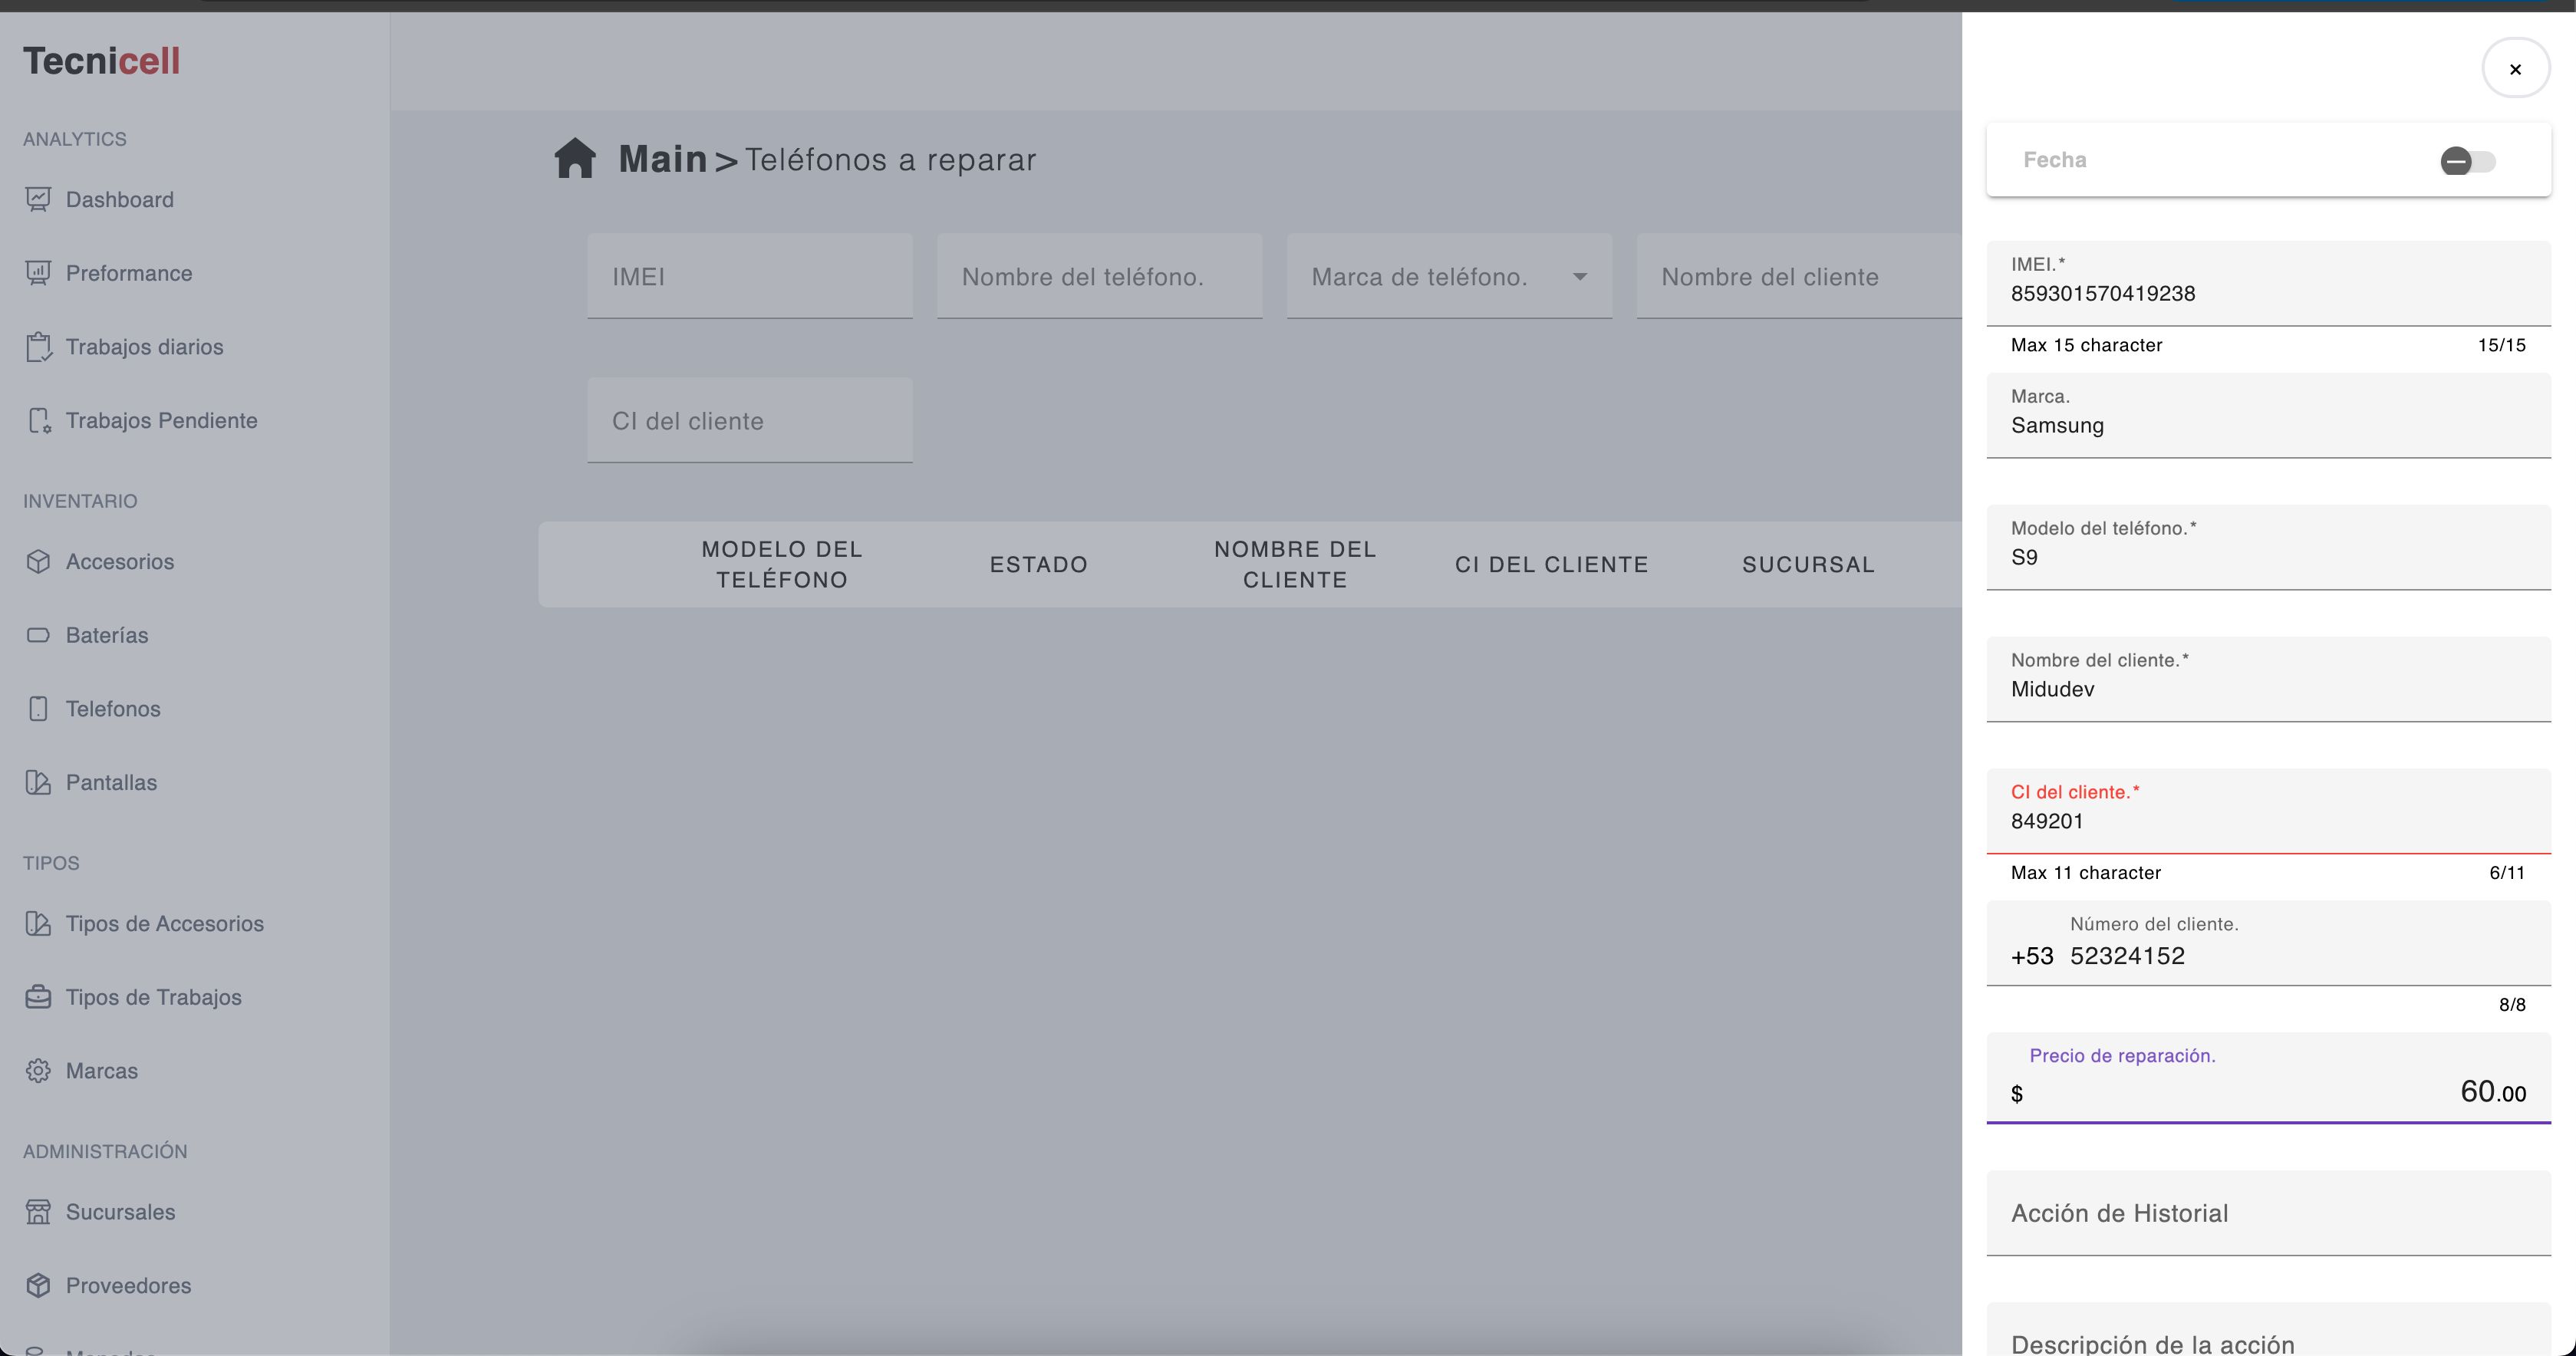 Tecnicell
ANALYTICS
Dashboard
Preformance
Trabajos diarios
Trabajos Pendiente
INVENTARIO
Accesorios
Baterías
Telefonos
Pantallas
TIPOS
Tipos de Accesorios
Tipos de Trabajos
Marcas
ADMINISTRACIÓN
Sucursales
Proveedores
Main > Teléfonos a reparar
IMEI
Nombre del teléfono.
Marca de teléfono.
Nombre del cliente
CI del cliente
MODELO DEL
TELÉFONO
ESTADO
NOMBRE DEL
CLIENTE
CI DEL CLIENTE
SUCURSAL
×
Fecha
IMEI.*
859301570419238
Max 15 character 15/15
Marca.
Samsung
Modelo del teléfono.*
S9
Nombre del cliente.*
Midudev
CI del cliente.*
849201
Max 11 character 6/11
Número del cliente.
+53 52324152
8/8
Precio de reparación.
$ 60.00
Acción de Historial
Descripción de la acción